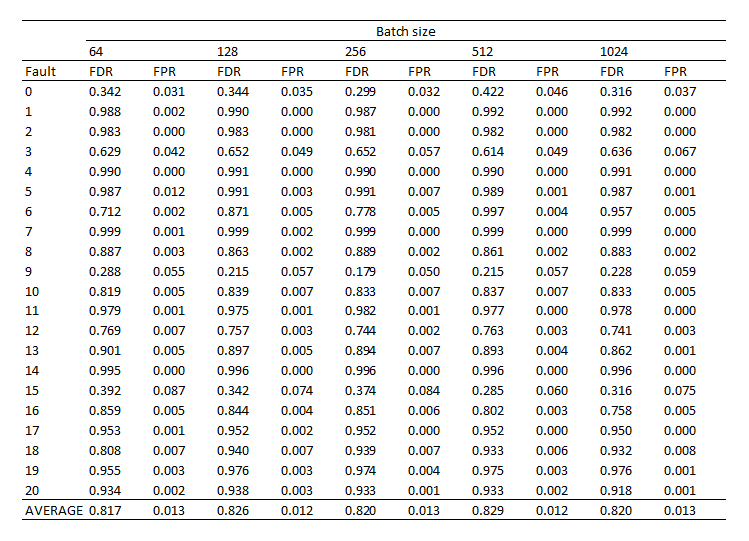 Batch size
64 128 256 512 1024
Fault FDR FPR FDR FPR FDR FPR FDR FPR FDR FPR
0 0.342 0.031 0.344 0.035 0.299 0.032 0.422 0.046 0.316 0.037
1 0.988 0.002 0.990 0.000 0.987 0.000 0.992 0.000 0.992 0.000
2 0.983 0.000 0.983 0.000 0.981 0.000 0.982 0.000 0.982 0.000
3 0.629 0.042 0.652 0.049 0.652 0.057 0.614 0.049 0.636 0.067
4 0.990 0.000 0.991 0.000 0.990 0.000 0.990 0.000 0.991 0.000
5 0.987 0.012 0.991 0.003 0.991 0.007 0.989 0.001 0.987 0.001
6 0.712 0.002 0.871 0.005 0.778 0.005 0.997 0.004 0.957 0.005
7 0.999 0.001 0.999 0.002 0.999 0.000 0.999 0.000 0.999 0.000
8 0.887 0.003 0.863 0.002 0.889 0.002 0.861 0.002 0.883 0.002
9 0.288 0.055 0.215 0.057 0.179 0.050 0.215 0.057 0.228 0.059
10 0.819 0.005 0.839 0.007 0.833 0.007 0.837 0.007 0.833 0.005
11 0.979 0.001 0.975 0.001 0.982 0.001 0.977 0.000 0.978 0.000
12 0.769 0.007 0.757 0.003 0.744 0.002 0.763 0.003 0.741 0.003
13 0.901 0.005 0.897 0.005 0.894 0.007 0.893 0.004 0.862 0.001
14 0.995 0.000 0.996 0.000 0.996 0.000 0.996 0.000 0.996 0.000
15 0.392 0.087 0.342 0.074 0.374 0.084 0.285 0.060 0.316 0.075
16 0.859 0.005 0.844 0.004 0.851 0.006 0.802 0.003 0.758 0.005
17 0.953 0.001 0.952 0.002 0.952 0.000 0.952 0.000 0.950 0.000
18 0.808 0.007 0.940 0.007 0.939 0.007 0.933 0.006 0.932 0.008
19 0.955 0.003 0.976 0.003 0.974 0.004 0.975 0.003 0.976 0.001
20 0.934 0.002 0.938 0.003 0.933 0.001 0.933 0.002 0.918 0.001
AVERAGE 0.817 0.013 0.826 0.012 0.820 0.013 0.829 0.012 0.820 0.013